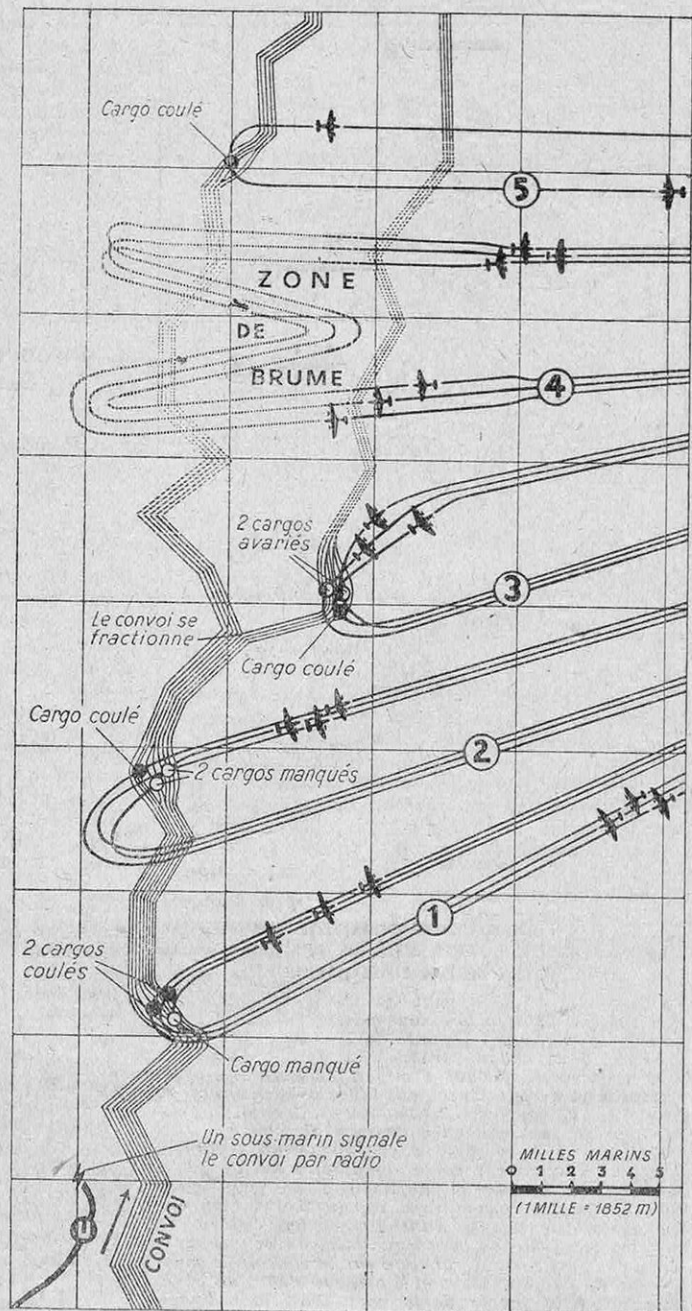 Cargo coulé
5
ZONE
DE
BRUME
4
2 cargos
avariés
3
Le convoi se
fractionne
Cargo coulé
Cargo coulé
2
2 cargos manqués
1
2 cargos
coulés
Cargo manqué
Un sous-marin signale
le convoi par radio
CONVOI
MILLES MARINS
0 1 2 3 5
(1 MILLE = 1852 m)